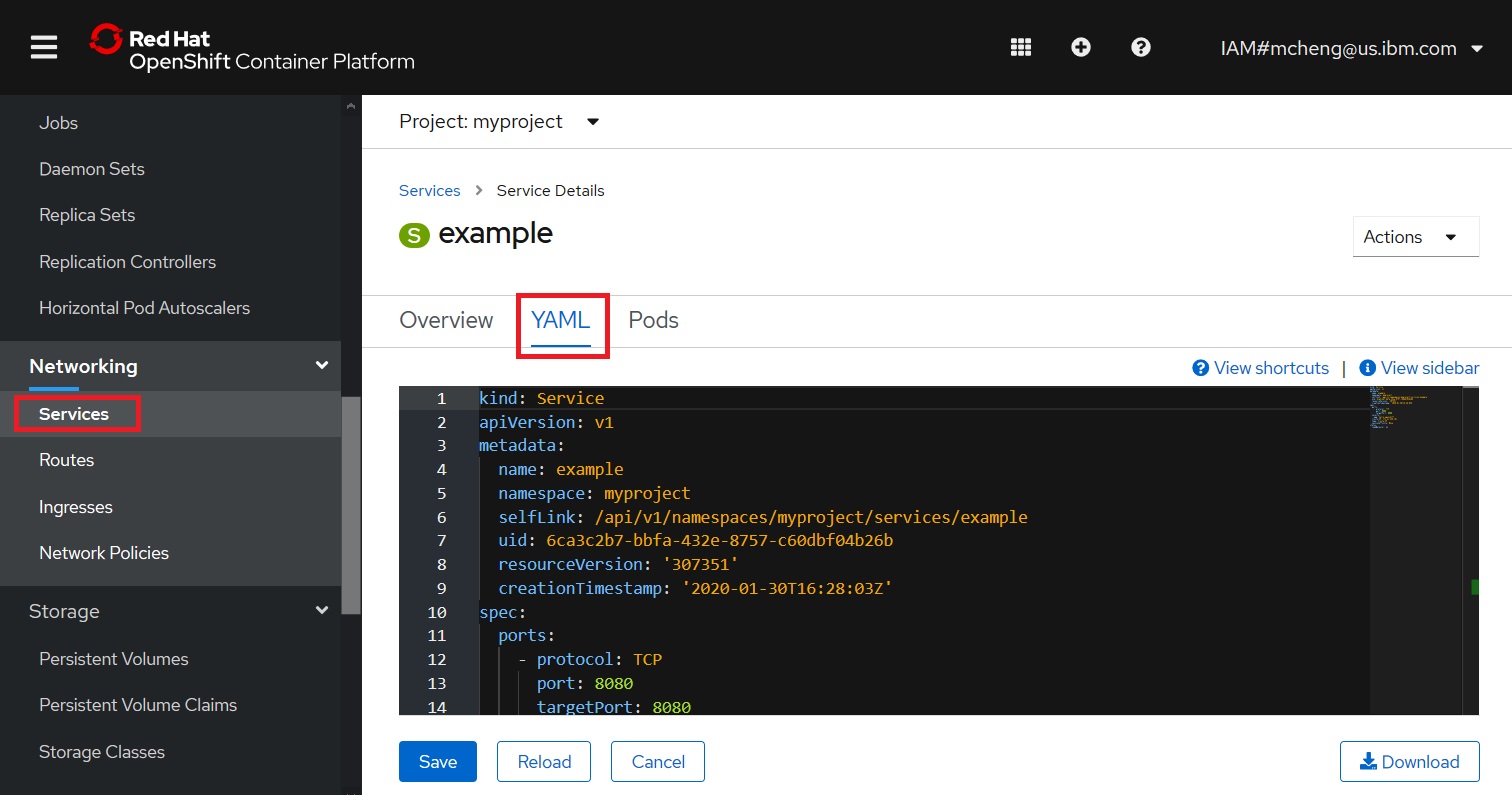 Red Hat
OpenShift Container Platform
IAM#mcheng@us.ibm.com
Jobs
Daemon Sets
Replica Sets
Replication Controllers
Horizontal Pod Autoscalers
Networking
Services
Routes
Ingresses
Network Policies
Storage
Persistent Volumes
Persistent Volume Claims
Storage Classes
Project: myproject
Services > Service Details
S example
Actions
Overview YAML Pods
View shortcuts | View sidebar
1 kind: Service
2 apiVersion: v1
3 metadata:
4 name: example
5 namespace: myproject
6 selfLink: /api/v1/namespaces/myproject/services/example
7 uid: 6ca3c2b7-bbfa-432e-8757-c60dbf04b26b
8 resourceVersion: '307351'
9 creationTimestamp: '2020-01-30T16:28:03Z'
10 spec:
11 ports:
12 - protocol: TCP
13 port: 8080
14 targetPort: 8080
Save Reload Cancel Download